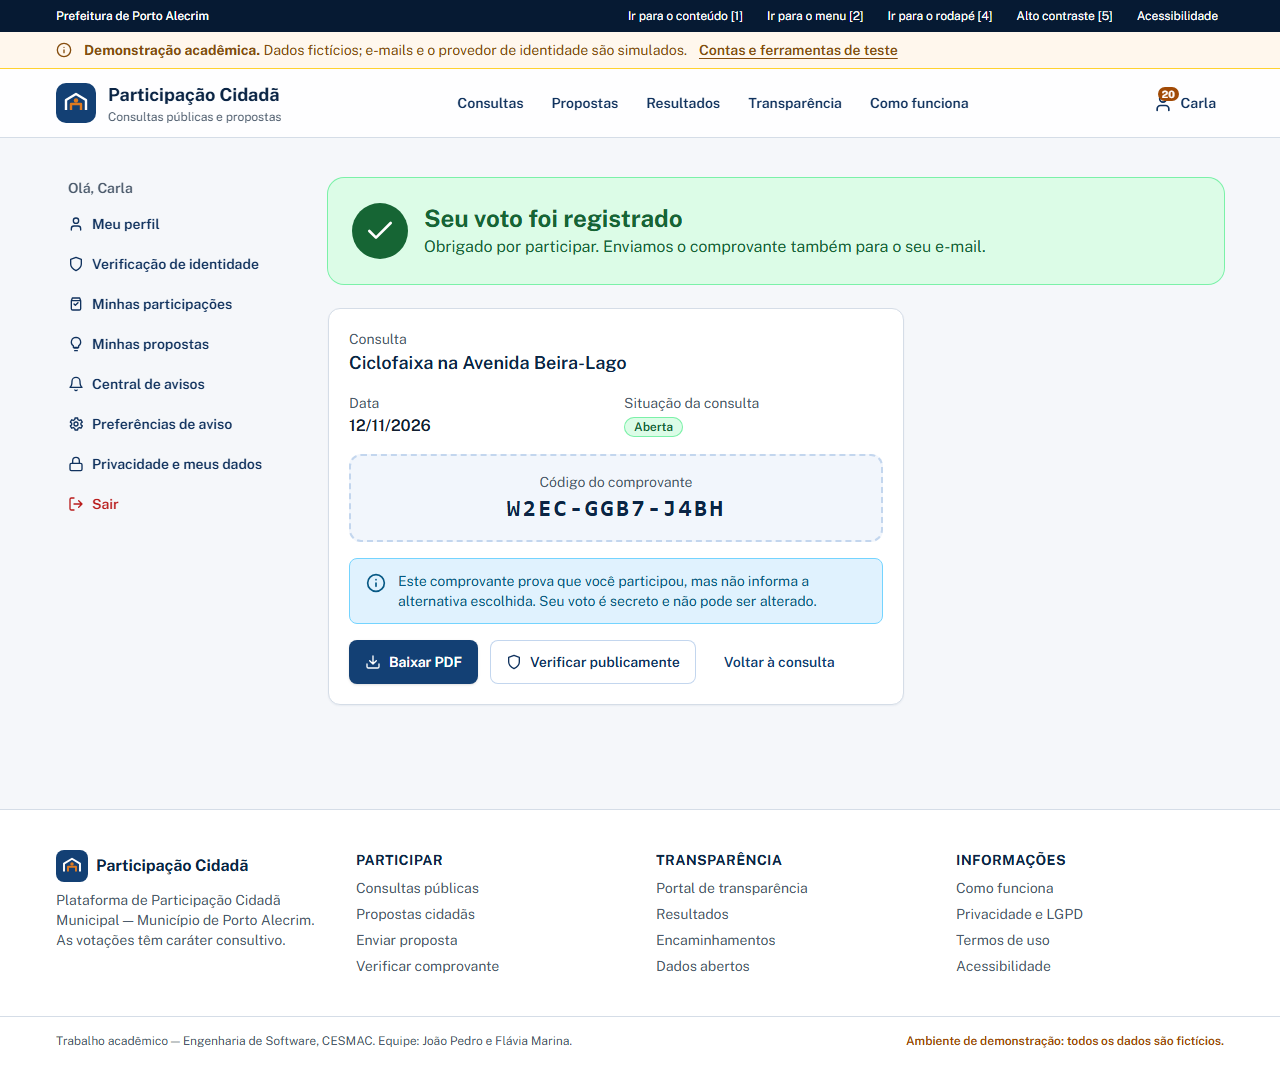 Prefeitura de Porto Alecrim
Ir para o conteúdo [1]
Ir para o menu [2]
Ir para o rodapé [4]
Alto contraste [5]
Acessibilidade
Demonstração acadêmica. Dados fictícios; e-mails e o provedor de identidade são simulados. Contas e ferramentas de teste
Participação Cidadã
Consultas públicas e propostas
Consultas
Propostas
Resultados
Transparência
Como funciona
20
Carla
Olá, Carla
Meu perfil
Verificação de identidade
Minhas participações
Minhas propostas
Central de avisos
Preferências de aviso
Privacidade e meus dados
Sair
Seu voto foi registrado
Obrigado por participar. Enviamos o comprovante também para o seu e-mail.
Consulta
Ciclofaixa na Avenida Beira-Lago
Data
12/11/2026
Situação da consulta
Aberta
Código do comprovante
W2EC-GGB7-J4BH
Este comprovante prova que você participou, mas não informa a
alternativa escolhida. Seu voto é secreto e não pode ser alterado.
Baixar PDF
Verificar publicamente
Voltar à consulta
Participação Cidadã
Plataforma de Participação Cidadã
Municipal — Município de Porto Alecrim.
As votações têm caráter consultivo.
PARTICIPAR
Consultas públicas
Propostas cidadãs
Enviar proposta
Verificar comprovante
TRANSPARÊNCIA
Portal de transparência
Resultados
Encaminhamentos
Dados abertos
INFORMAÇÕES
Como funciona
Privacidade e LGPD
Termos de uso
Acessibilidade
Trabalho acadêmico — Engenharia de Software, CESMAC. Equipe: João Pedro e Flávia Marina.
Ambiente de demonstração: todos os dados são fictícios.